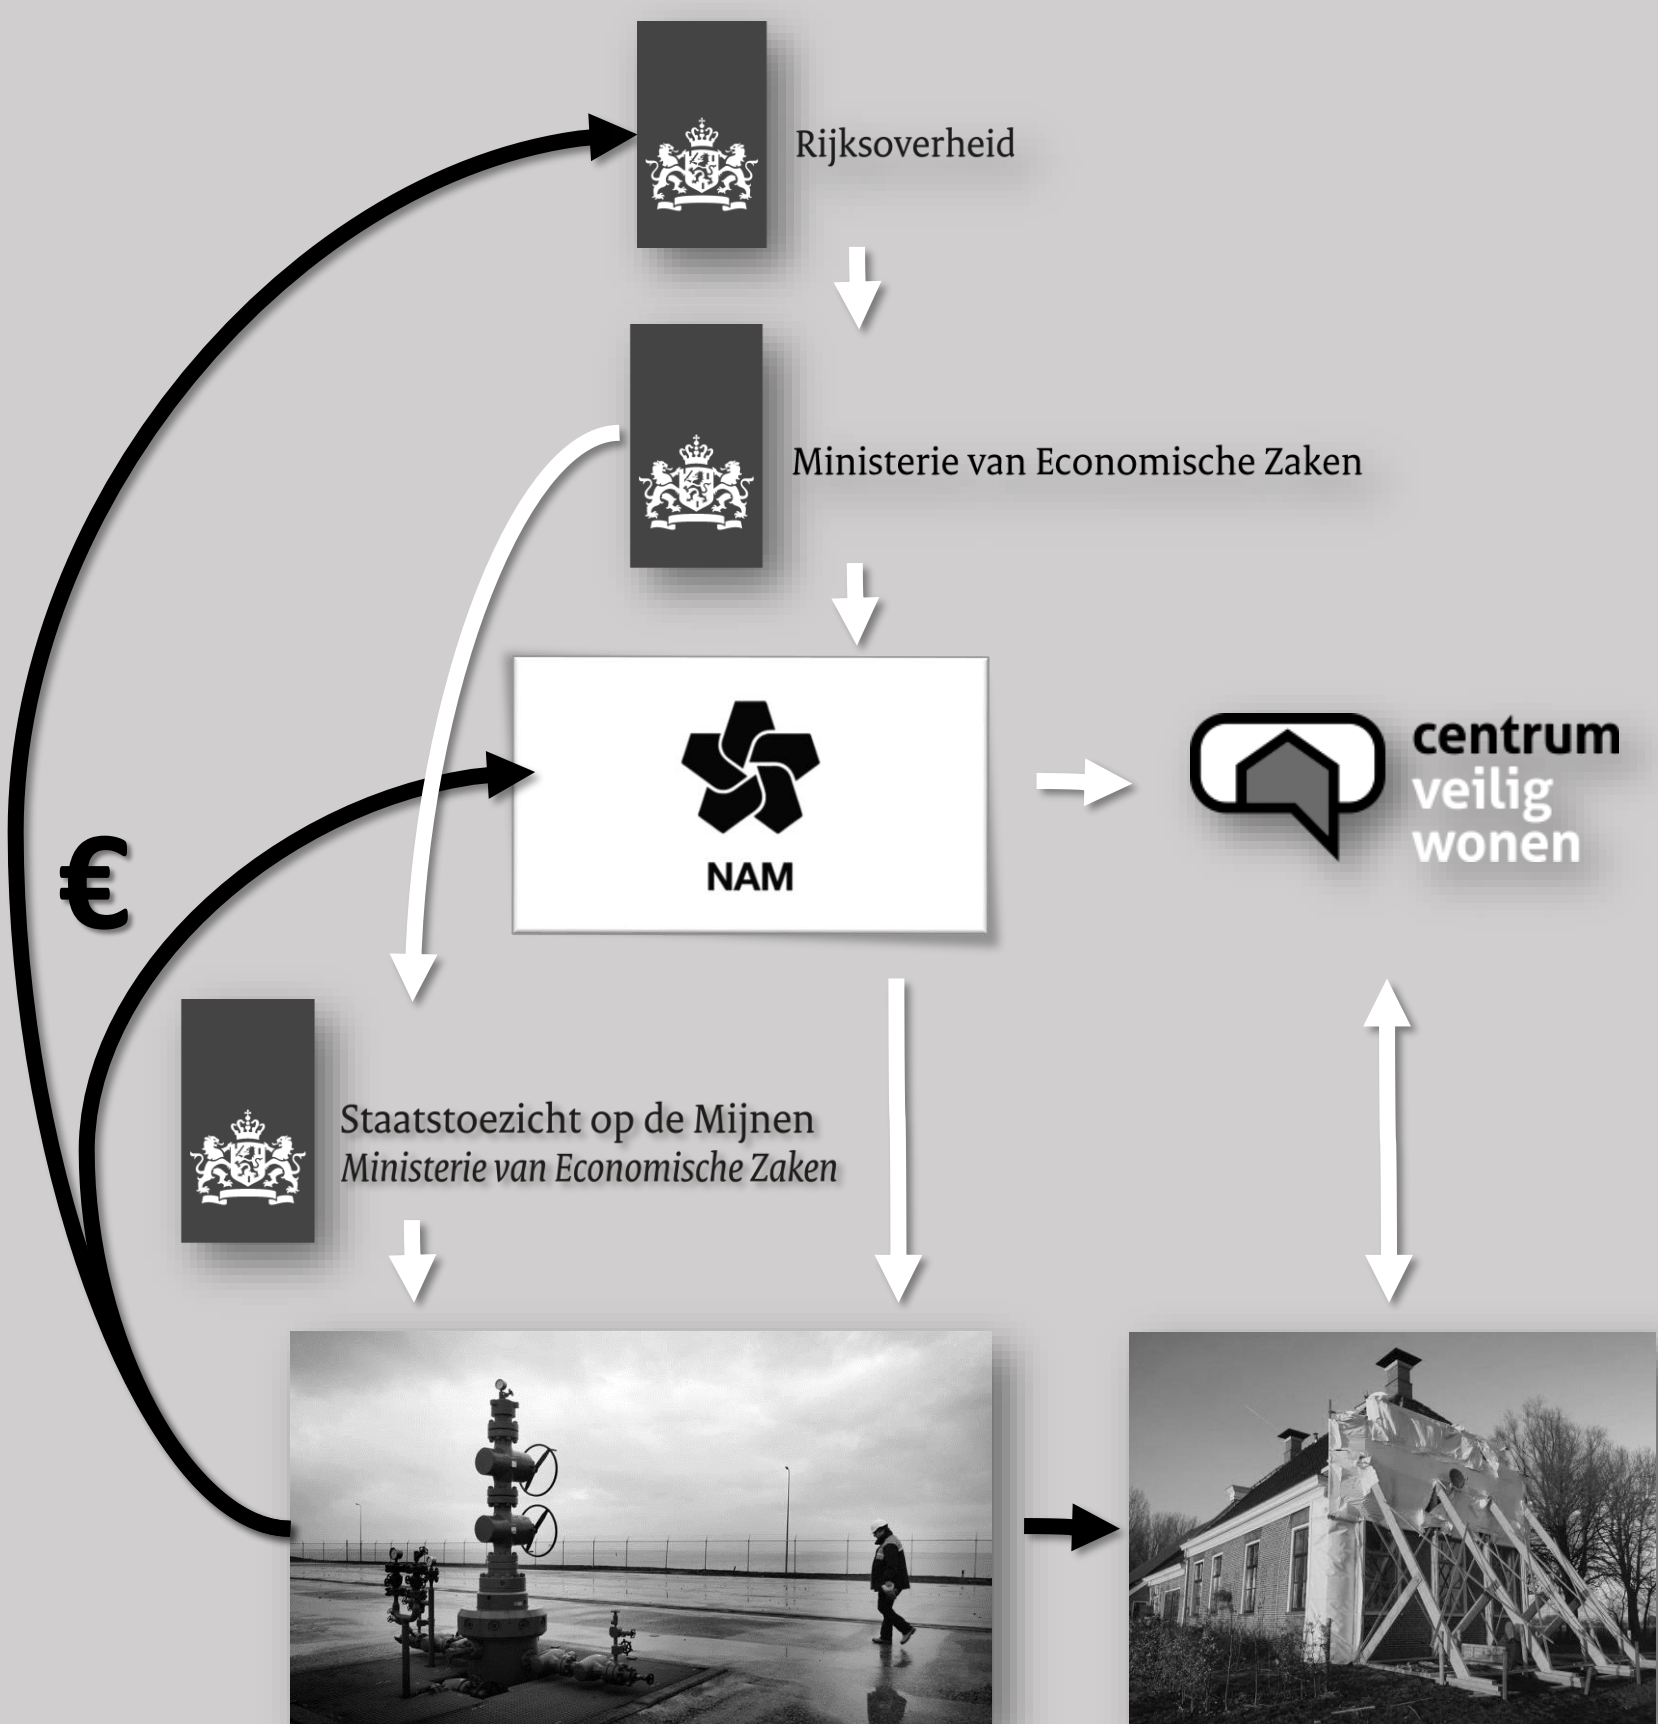 Rijksoverheid
Ministerie van Economische Zaken
NAM
centrum
veilig
wonen
€
Staatstoezicht op de Mijnen
Ministerie van Economische Zaken